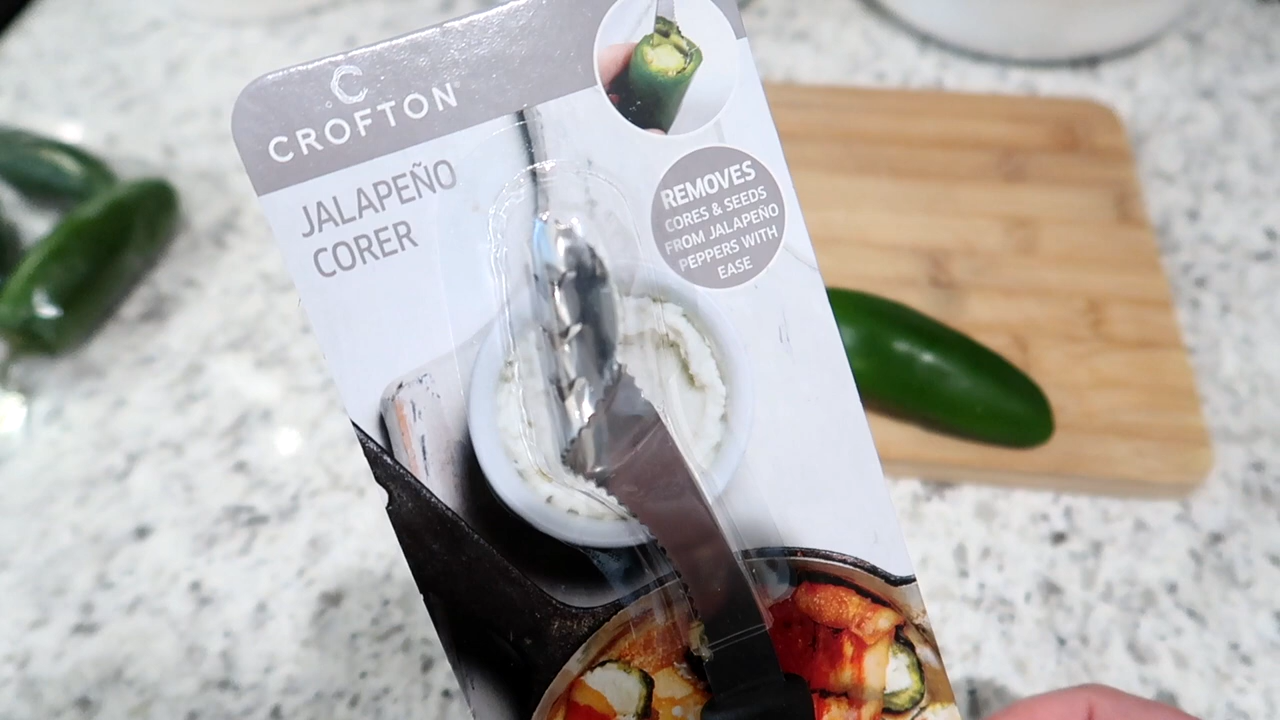 C
CROFTON
JALAPEÑO
CORER
REMOVES
CORES & SEEDS
FROM JALAPEÑO
PEPPERS WITH
EASE